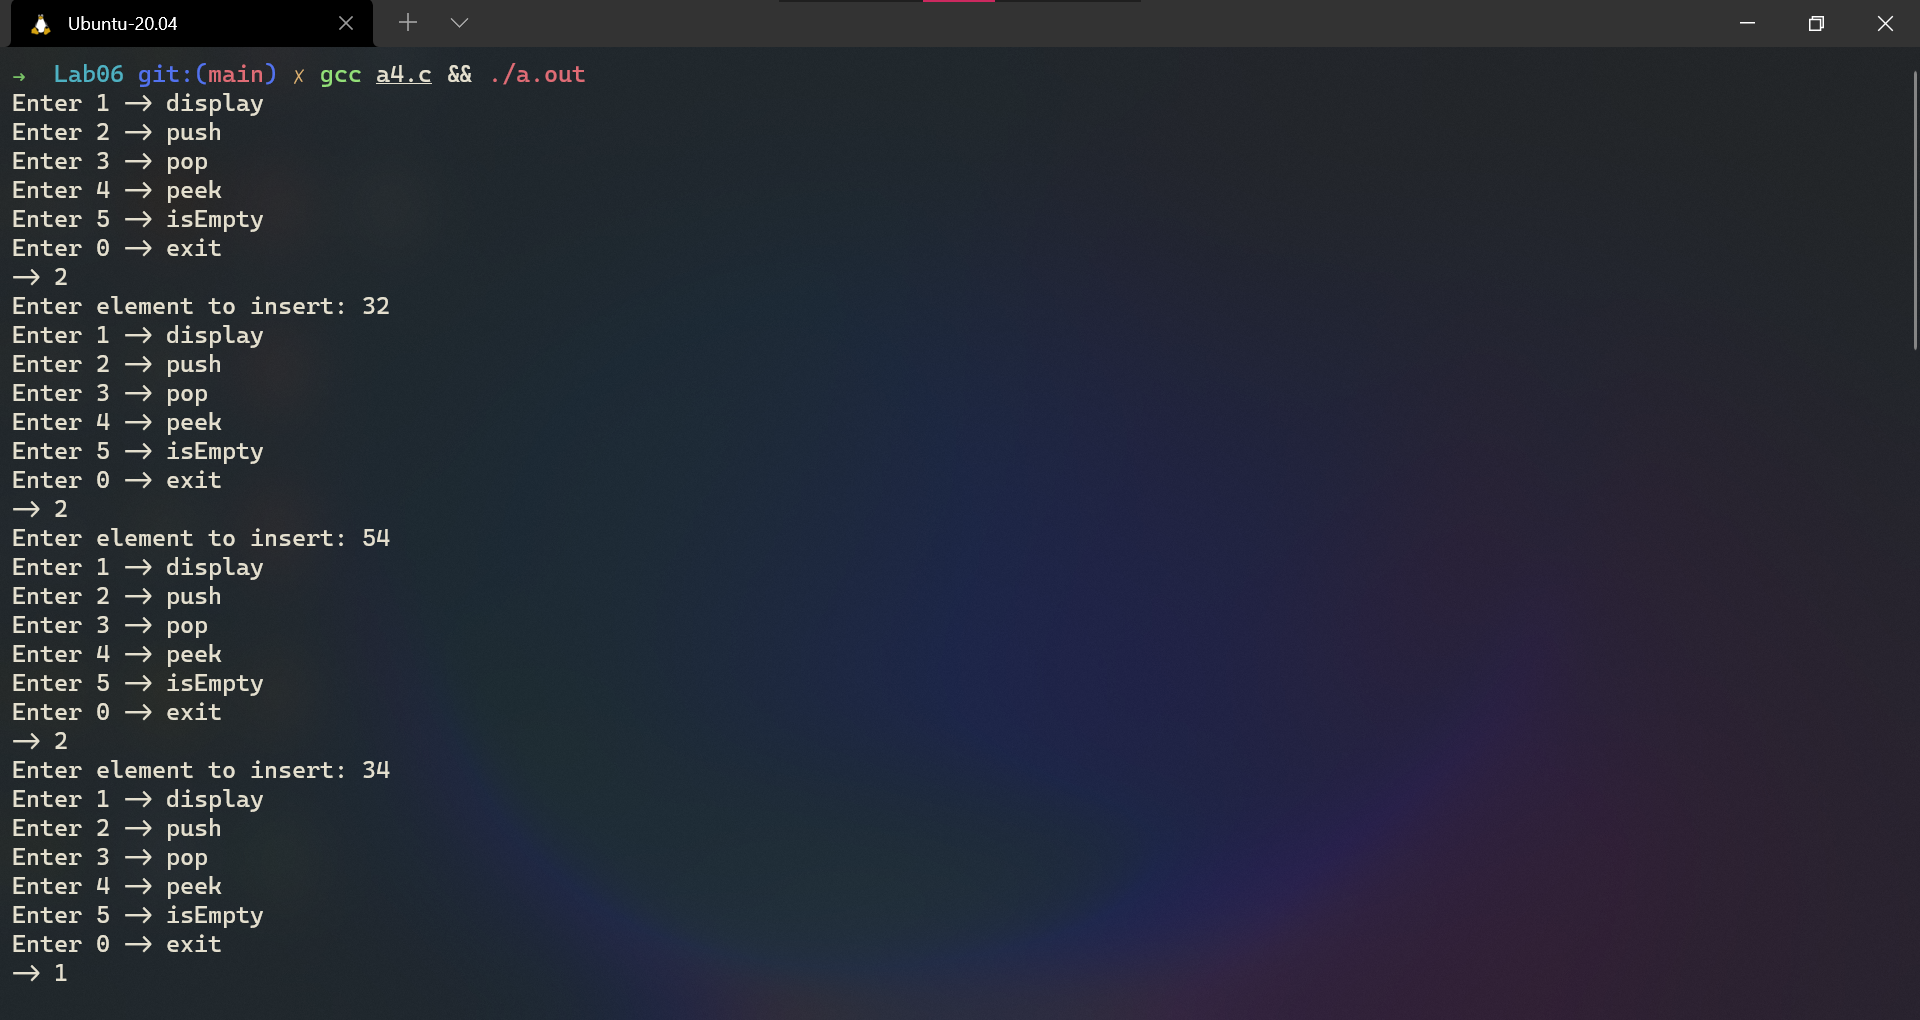 Ubuntu-20.04
→ Lab06 git:(main) ✗ gcc a4.c && ./a.out
Enter 1 → display
Enter 2 → push
Enter 3 → pop
Enter 4 → peek
Enter 5 → isEmpty
Enter 0 → exit
→ 2
Enter element to insert: 32
Enter 1 → display
Enter 2 → push
Enter 3 → pop
Enter 4 → peek
Enter 5 → isEmpty
Enter 0 → exit
→ 2
Enter element to insert: 54
Enter 1 → display
Enter 2 → push
Enter 3 → pop
Enter 4 → peek
Enter 5 → isEmpty
Enter 0 → exit
→ 2
Enter element to insert: 34
Enter 1 → display
Enter 2 → push
Enter 3 → pop
Enter 4 → peek
Enter 5 → isEmpty
Enter 0 → exit
→ 1